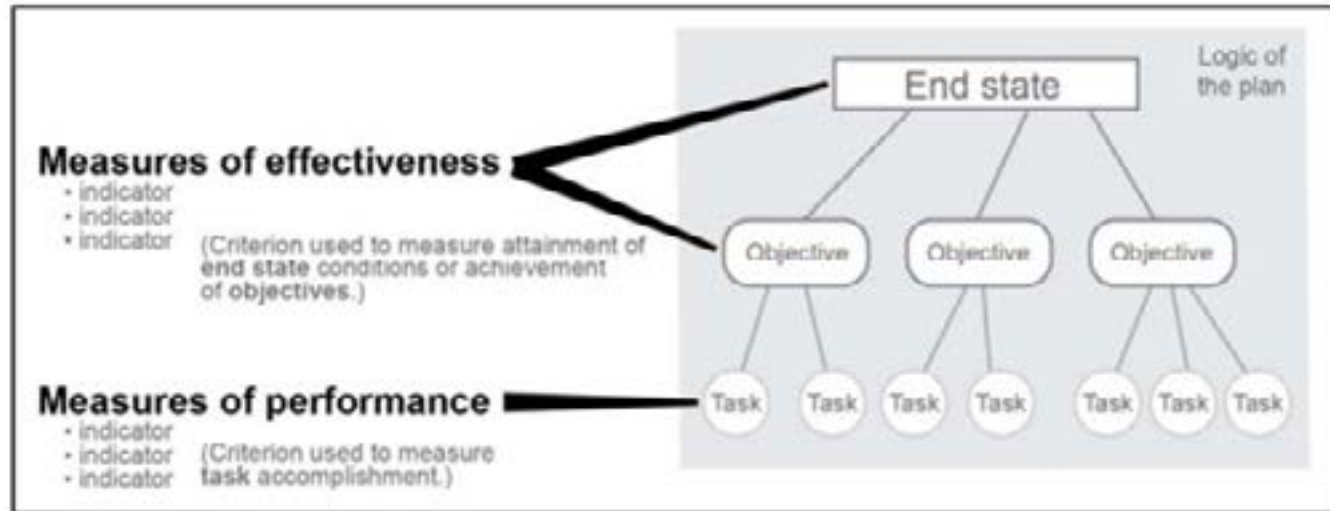 Logic of
the plan
End state
Measures of effectiveness
• indicator
• indicator
• indicator
(Criterion used to measure attainment of
end state conditions or achievement
of objectives.)
Objective
Objective
Objective
Measures of performance
• indicator
• indicator
• indicator
(Criterion used to measure
task accomplishment.)
Task
Task
Task
Task
Task
Task
Task